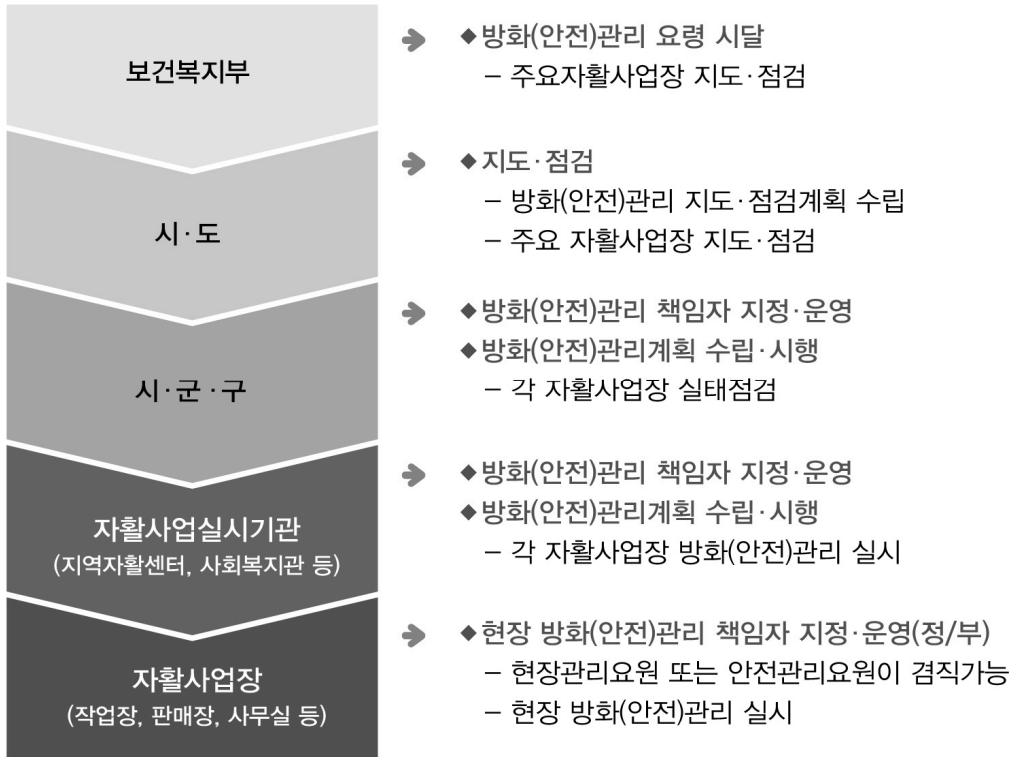 보건복지부
◆방화(안전)관리 요령 시달
– 주요자활사업장 지도·점검
시·도
◆지도·점검
– 방화(안전)관리 지도·점검계획 수립
– 주요 자활사업장 지도·점검
시·군·구
◆방화(안전)관리 책임자 지정·운영
◆방화(안전)관리계획 수립·시행
– 각 자활사업장 실태점검
자활사업실시기관
(지역자활센터, 사회복지관 등)
◆방화(안전)관리 책임자 지정·운영
◆방화(안전)관리계획 수립·시행
– 각 자활사업장 방화(안전)관리 실시
자활사업장
(작업장, 판매장, 사무실 등)
◆현장 방화(안전)관리 책임자 지정·운영(정/부)
– 현장관리요원 또는 안전관리요원이 겸직가능
– 현장 방화(안전)관리 실시